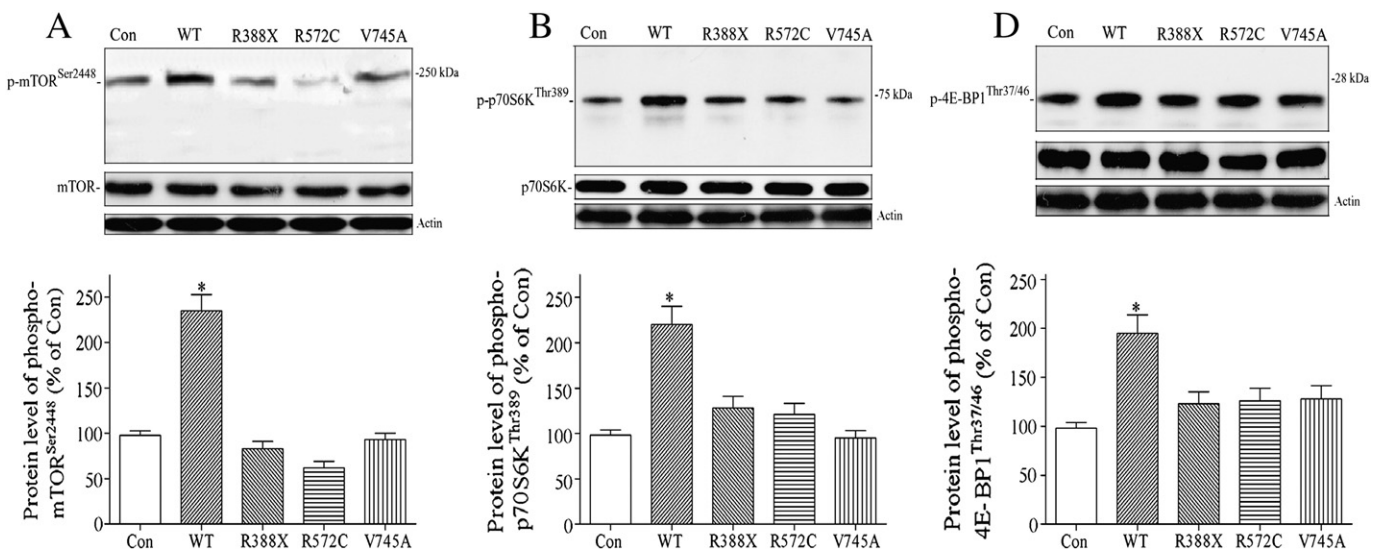 A
Con WT R388X R572C V745A
p-mTOR^Ser2448-
-250 kDa
mTOR-
Actin
Protein level of phospho-
mTOR^Ser2448 (% of Con)
250
200
150
100
50
0
Con WT R388X R572C V745A
*
B
Con WT R388X R572C V745A
p-p70S6K^Thr389-
-75 kDa
p70S6K-
Actin
Protein level of phospho-
p70S6K^Thr389 (% of Con)
250
200
150
100
50
0
Con WT R388X R572C V745A
*
D
Con WT R388X R572C V745A
p-4E-BP1^Thr37/46-
-28 kDa
Actin
Protein level of phospho-
4E- BP1^Thr37/46 (% of Con)
250
200
150
100
50
0
Con WT R388X R572C V745A
*